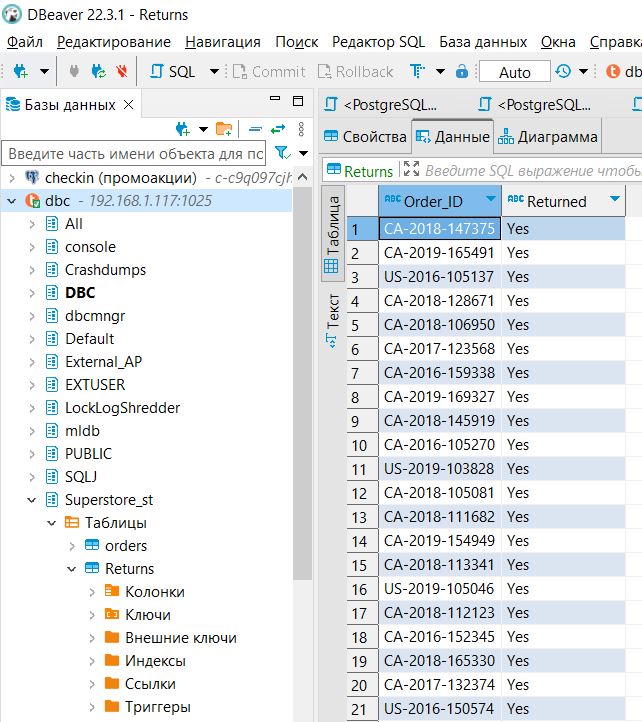 DBeaver 22.3.1 - Returns
Файл Редактирование Навигация Поиск Редактор SQL База данных Окна Справка
SQL Commit Rollback Auto db
Базы данных
<PostgreSQL... <PostgreSQL...
Свойства Данные Диаграмма
Введите часть имени объекта для по
Returns Введите SQL выражение чтобы
checkin (промоакции) - c-c9q097cjh
dbc - 192.168.1.117:1025
All
console
Crashdumps
DBC
dbcmngr
Default
External_AP
EXTUSER
LockLogShredder
mldb
PUBLIC
SQLJ
Superstore_st
Таблицы
orders
Returns
Колонки
Ключи
Внешние ключи
Индексы
Ссылки
Триггеры
Таблица
Текст
ABC Order_ID ABC Returned
1 CA-2018-147375 Yes
2 CA-2019-165491 Yes
3 US-2016-105137 Yes
4 CA-2018-128671 Yes
5 CA-2018-106950 Yes
6 CA-2017-123568 Yes
7 CA-2016-159338 Yes
8 CA-2019-169327 Yes
9 CA-2018-145919 Yes
10 CA-2016-105270 Yes
11 US-2019-103828 Yes
12 CA-2018-105081 Yes
13 CA-2018-111682 Yes
14 CA-2019-154949 Yes
15 CA-2018-113341 Yes
16 US-2019-105046 Yes
17 CA-2018-112123 Yes
18 CA-2016-152345 Yes
19 CA-2018-165330 Yes
20 CA-2017-132374 Yes
21 US-2016-150574 Yes